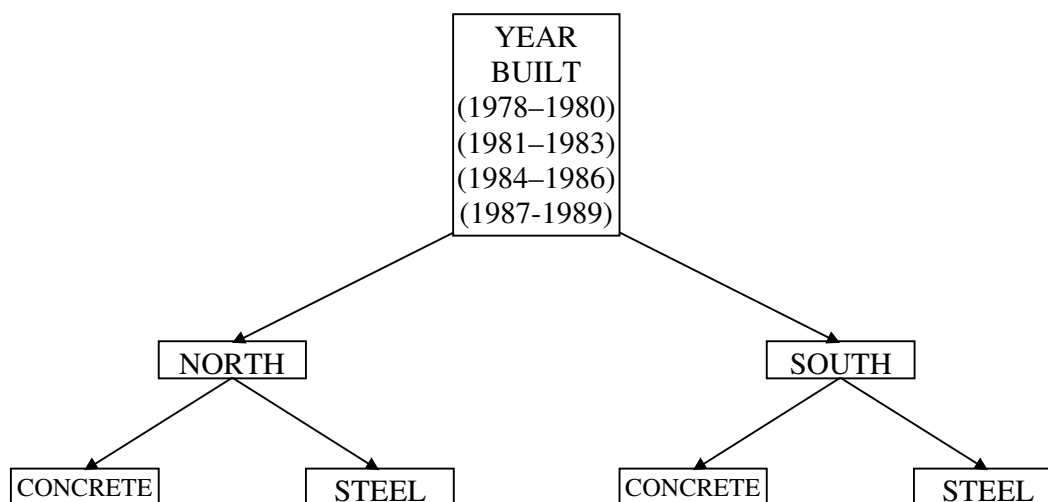 YEAR
BUILT
(1978–1980)
(1981–1983)
(1984–1986)
(1987-1989)
NORTH
SOUTH
CONCRETE
STEEL
CONCRETE
STEEL